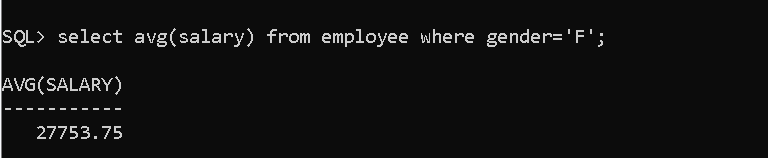 SQL> select avg(salary) from employee where gender='F';
AVG(SALARY)
-----------
27753.75